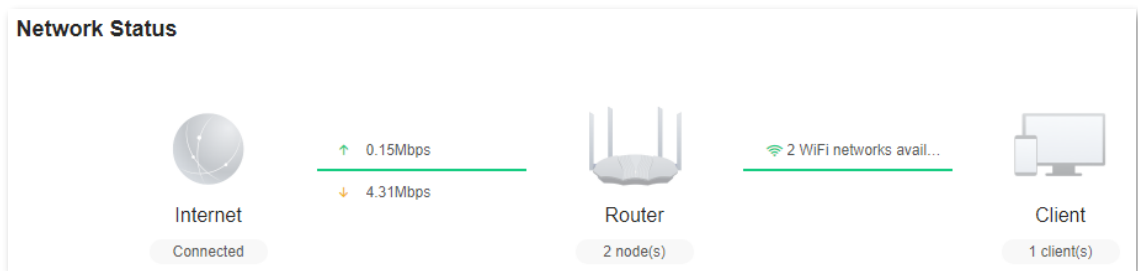 Network Status
↑ 0.15Mbps
2 WiFi networks avail...
↓ 4.31Mbps
Internet
Router
Client
Connected
2 node(s)
1 client(s)